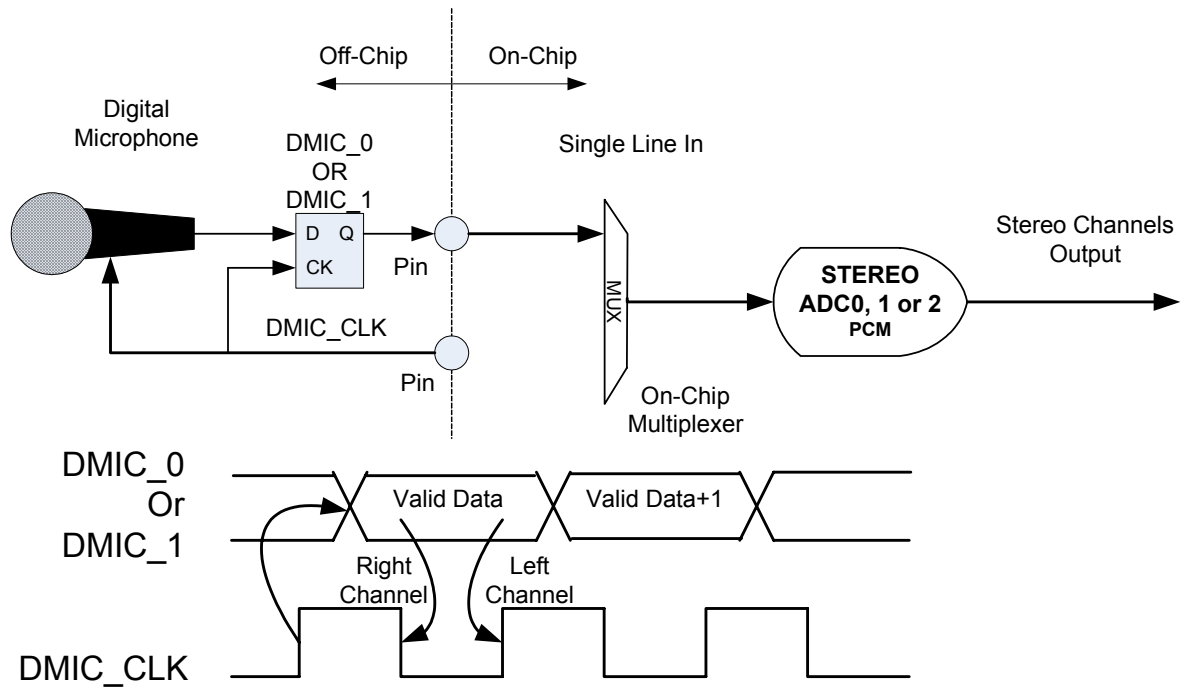 Off-Chip
On-Chip
Digital
Microphone
DMIC_0
OR
DMIC_1
Single Line In
D Q
CK
Pin
MUX
STEREO
ADC0, 1 or 2
PCM
Stereo Channels
Output
DMIC_CLK
Pin
On-Chip
Multiplexer
DMIC_0
Or
DMIC_1
Valid Data
Valid Data+1
Right
Channel
Left
Channel
DMIC_CLK